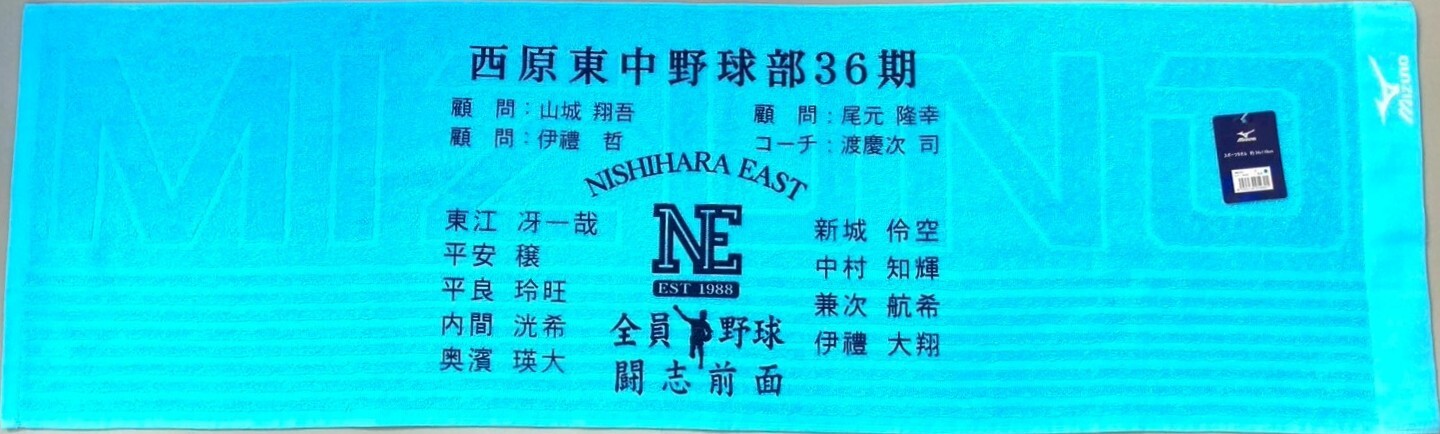 西原東中野球部36期
顧 問：山城 翔吾
顧 問：伊禮 哲
顧 問：尾元 隆幸
コーチ：渡慶次 司
NISHIHARA EAST
NE
EST 1988
東江 冴一哉
平安 穣
平良 玲旺
内間 洸希
奥濱 瑛大
新城 伶空
中村 知輝
兼次 航希
伊禮 大翔
全員野球
闘志前面
MIZUNO
MIZUNO